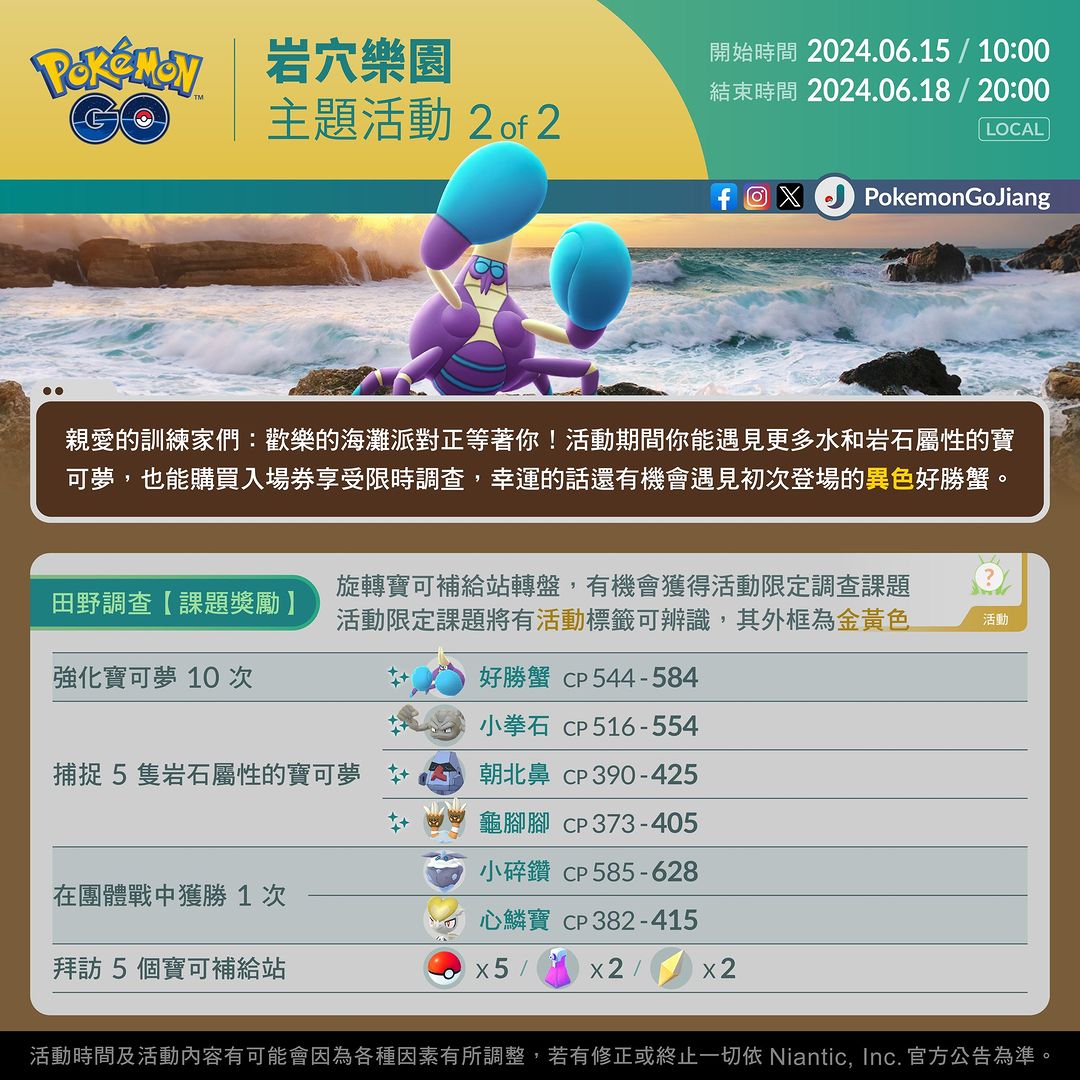 POKÉMON GO™
岩穴樂園
主題活動 2 of 2
開始時間 2024.06.15 / 10:00
結束時間 2024.06.18 / 20:00
LOCAL
PokemonGoJiang
親愛的訓練家們：歡樂的海灘派對正等著你！活動期間你能遇見更多水和岩石屬性的寶
可夢，也能購買入場券享受限時調查，幸運的話還有機會遇見初次登場的異色好勝蟹。
田野調查【課題獎勵】
旋轉寶可補給站轉盤，有機會獲得活動限定調查課題
活動限定課題將有活動標籤可辨識，其外框為金黃色
?
活動
強化寶可夢 10 次
好勝蟹 CP 544 - 584
捕捉 5 隻岩石屬性的寶可夢
小拳石 CP 516 - 554
朝北鼻 CP 390 - 425
龜腳腳 CP 373 - 405
在團體戰中獲勝 1 次
小碎鑽 CP 585 - 628
心鱗寶 CP 382 - 415
拜訪 5 個寶可補給站
x 5 / x 2 / x 2
活動時間及活動內容有可能會因為各種因素有所調整，若有修正或終止一切依 Niantic, Inc. 官方公告為準。